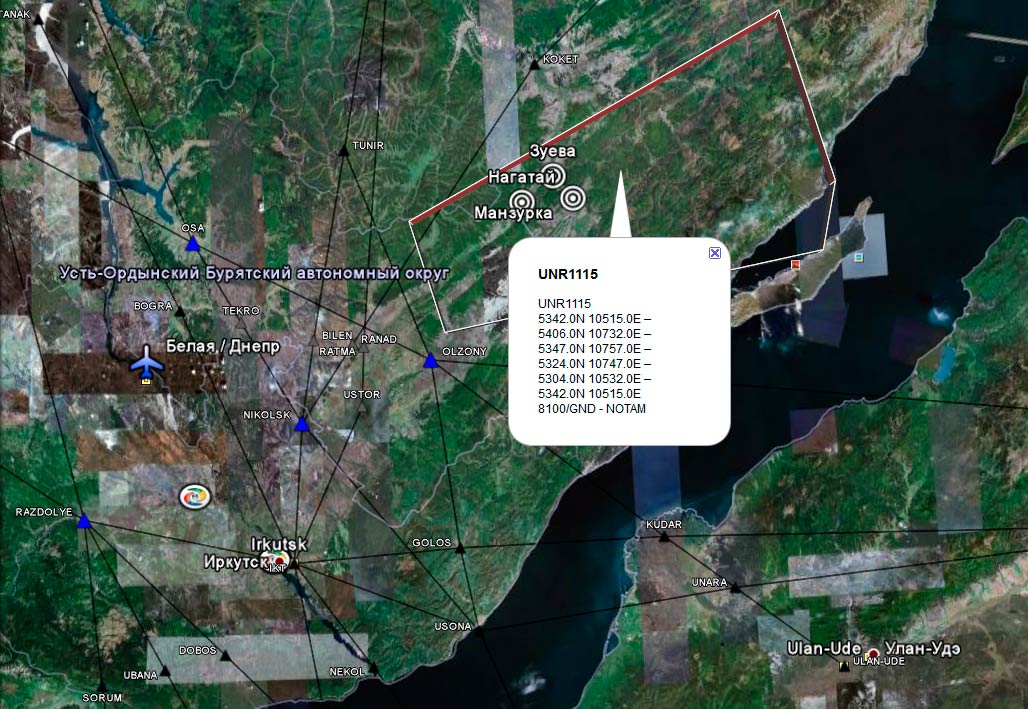 TANAK
KOKET
TUNIR
Зуева
Нагатай
Манзурка
OSA
Усть-Ордынский Бурятский автономный округ
UNR1115
UNR1115
5342.0N 10515.0E –
5406.0N 10732.0E –
5347.0N 10757.0E –
5324.0N 10747.0E –
5304.0N 10532.0E –
5342.0N 10515.0E
8100/GND - NOTAM
BOGRA
TEKRO
BILEN
RANAD
RATMA
OLZONY
Белая / Днепр
USTOR
NIKOLSK
RAZDOLYE
KUDAR
GOLOS
Irkutsk
Иркутск
IKT
UNARA
USONA
DOBOS
UBANA
NEKOL
SORUM
Ulan-Ude
Улан-Удэ
ULAN-UDE